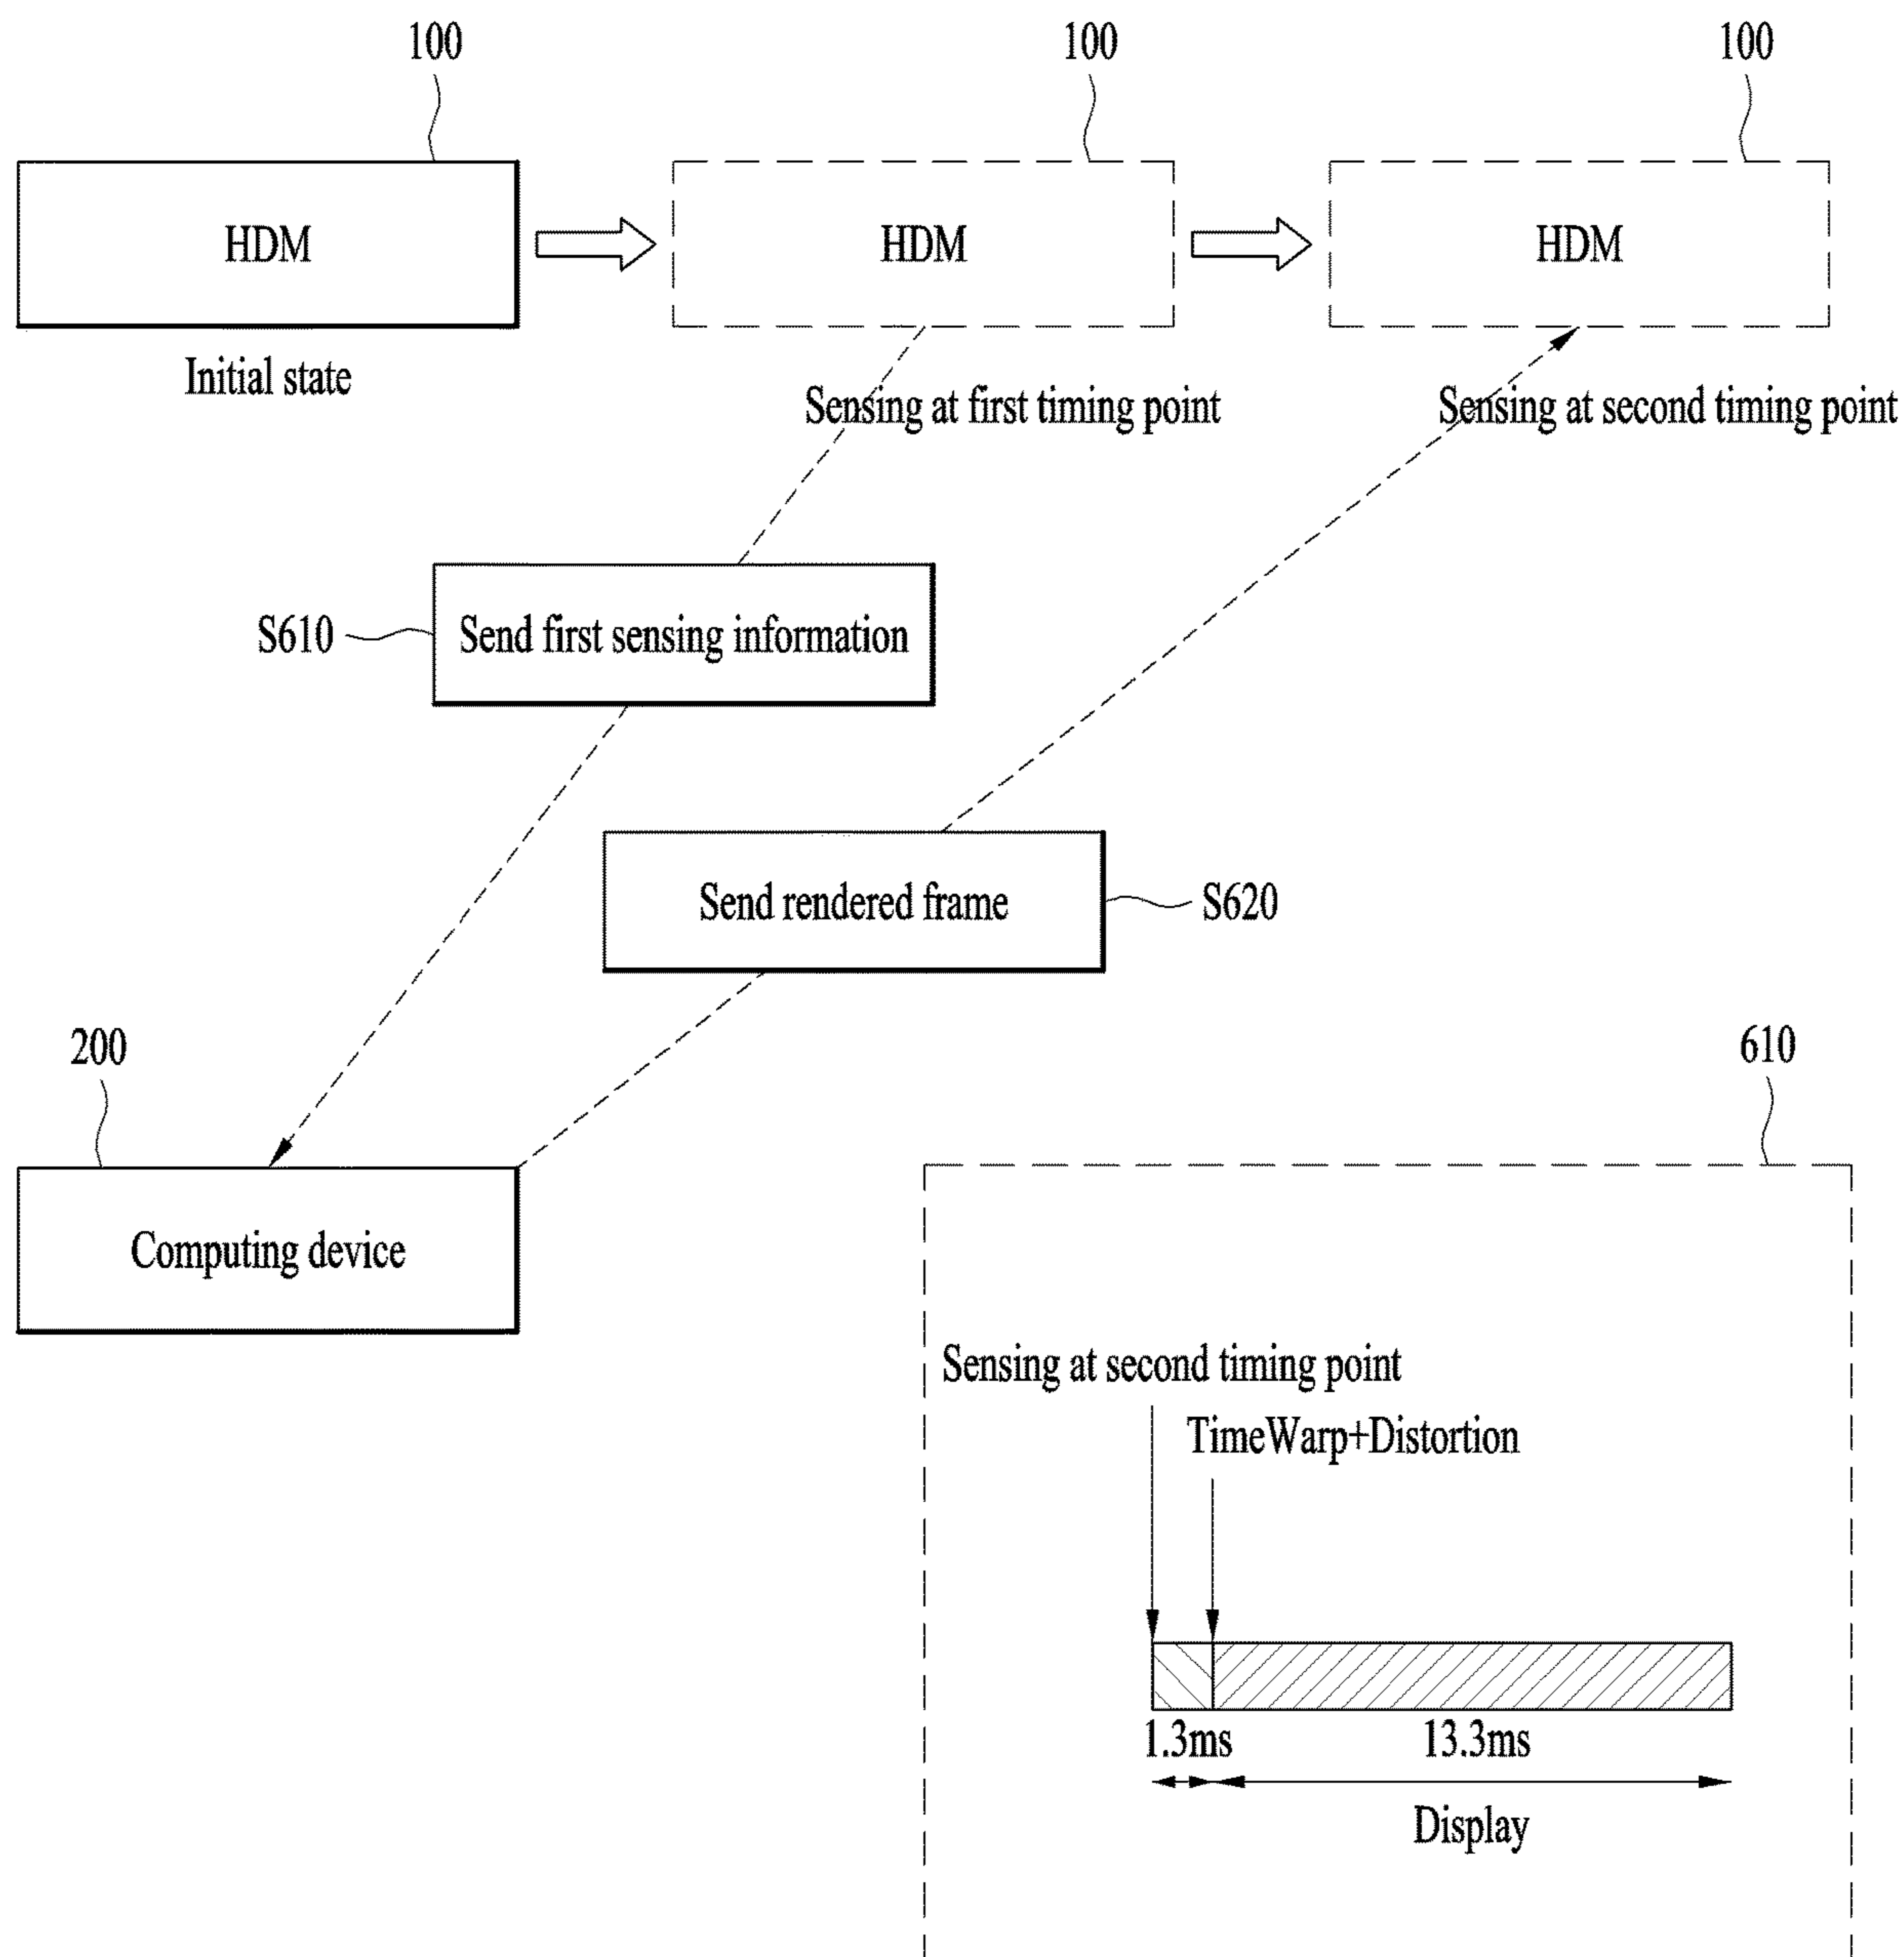 100
100
100
HDM
HDM
HDM
Initial state
Sensing at first timing point
Sensing at second timing point
S610
Send first sensing information
Send rendered frame
S620
200
610
Computing device
Sensing at second timing point
TimeWarp+Distortion
1.3ms
13.3ms
Display